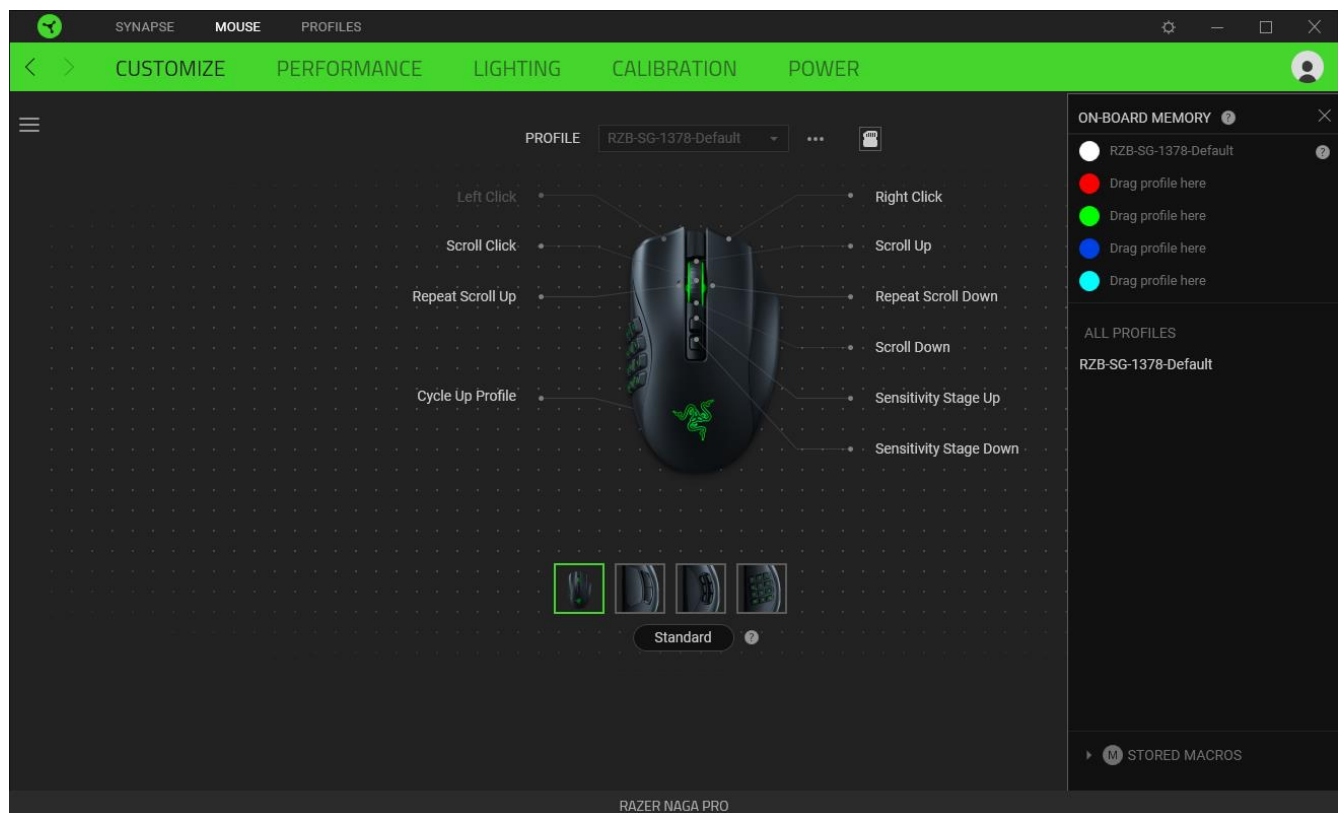 SYNAPSE MOUSE PROFILES
CUSTOMIZE PERFORMANCE LIGHTING CALIBRATION POWER
PROFILE RZB-SG-1378-Default
Left Click
Scroll Click
Repeat Scroll Up
Cycle Up Profile
Right Click
Scroll Up
Repeat Scroll Down
Scroll Down
Sensitivity Stage Up
Sensitivity Stage Down
Standard ?
ON-BOARD MEMORY ?
RZB-SG-1378-Default ?
Drag profile here
Drag profile here
Drag profile here
Drag profile here
ALL PROFILES
RZB-SG-1378-Default
M STORED MACROS
RAZER NAGA PRO